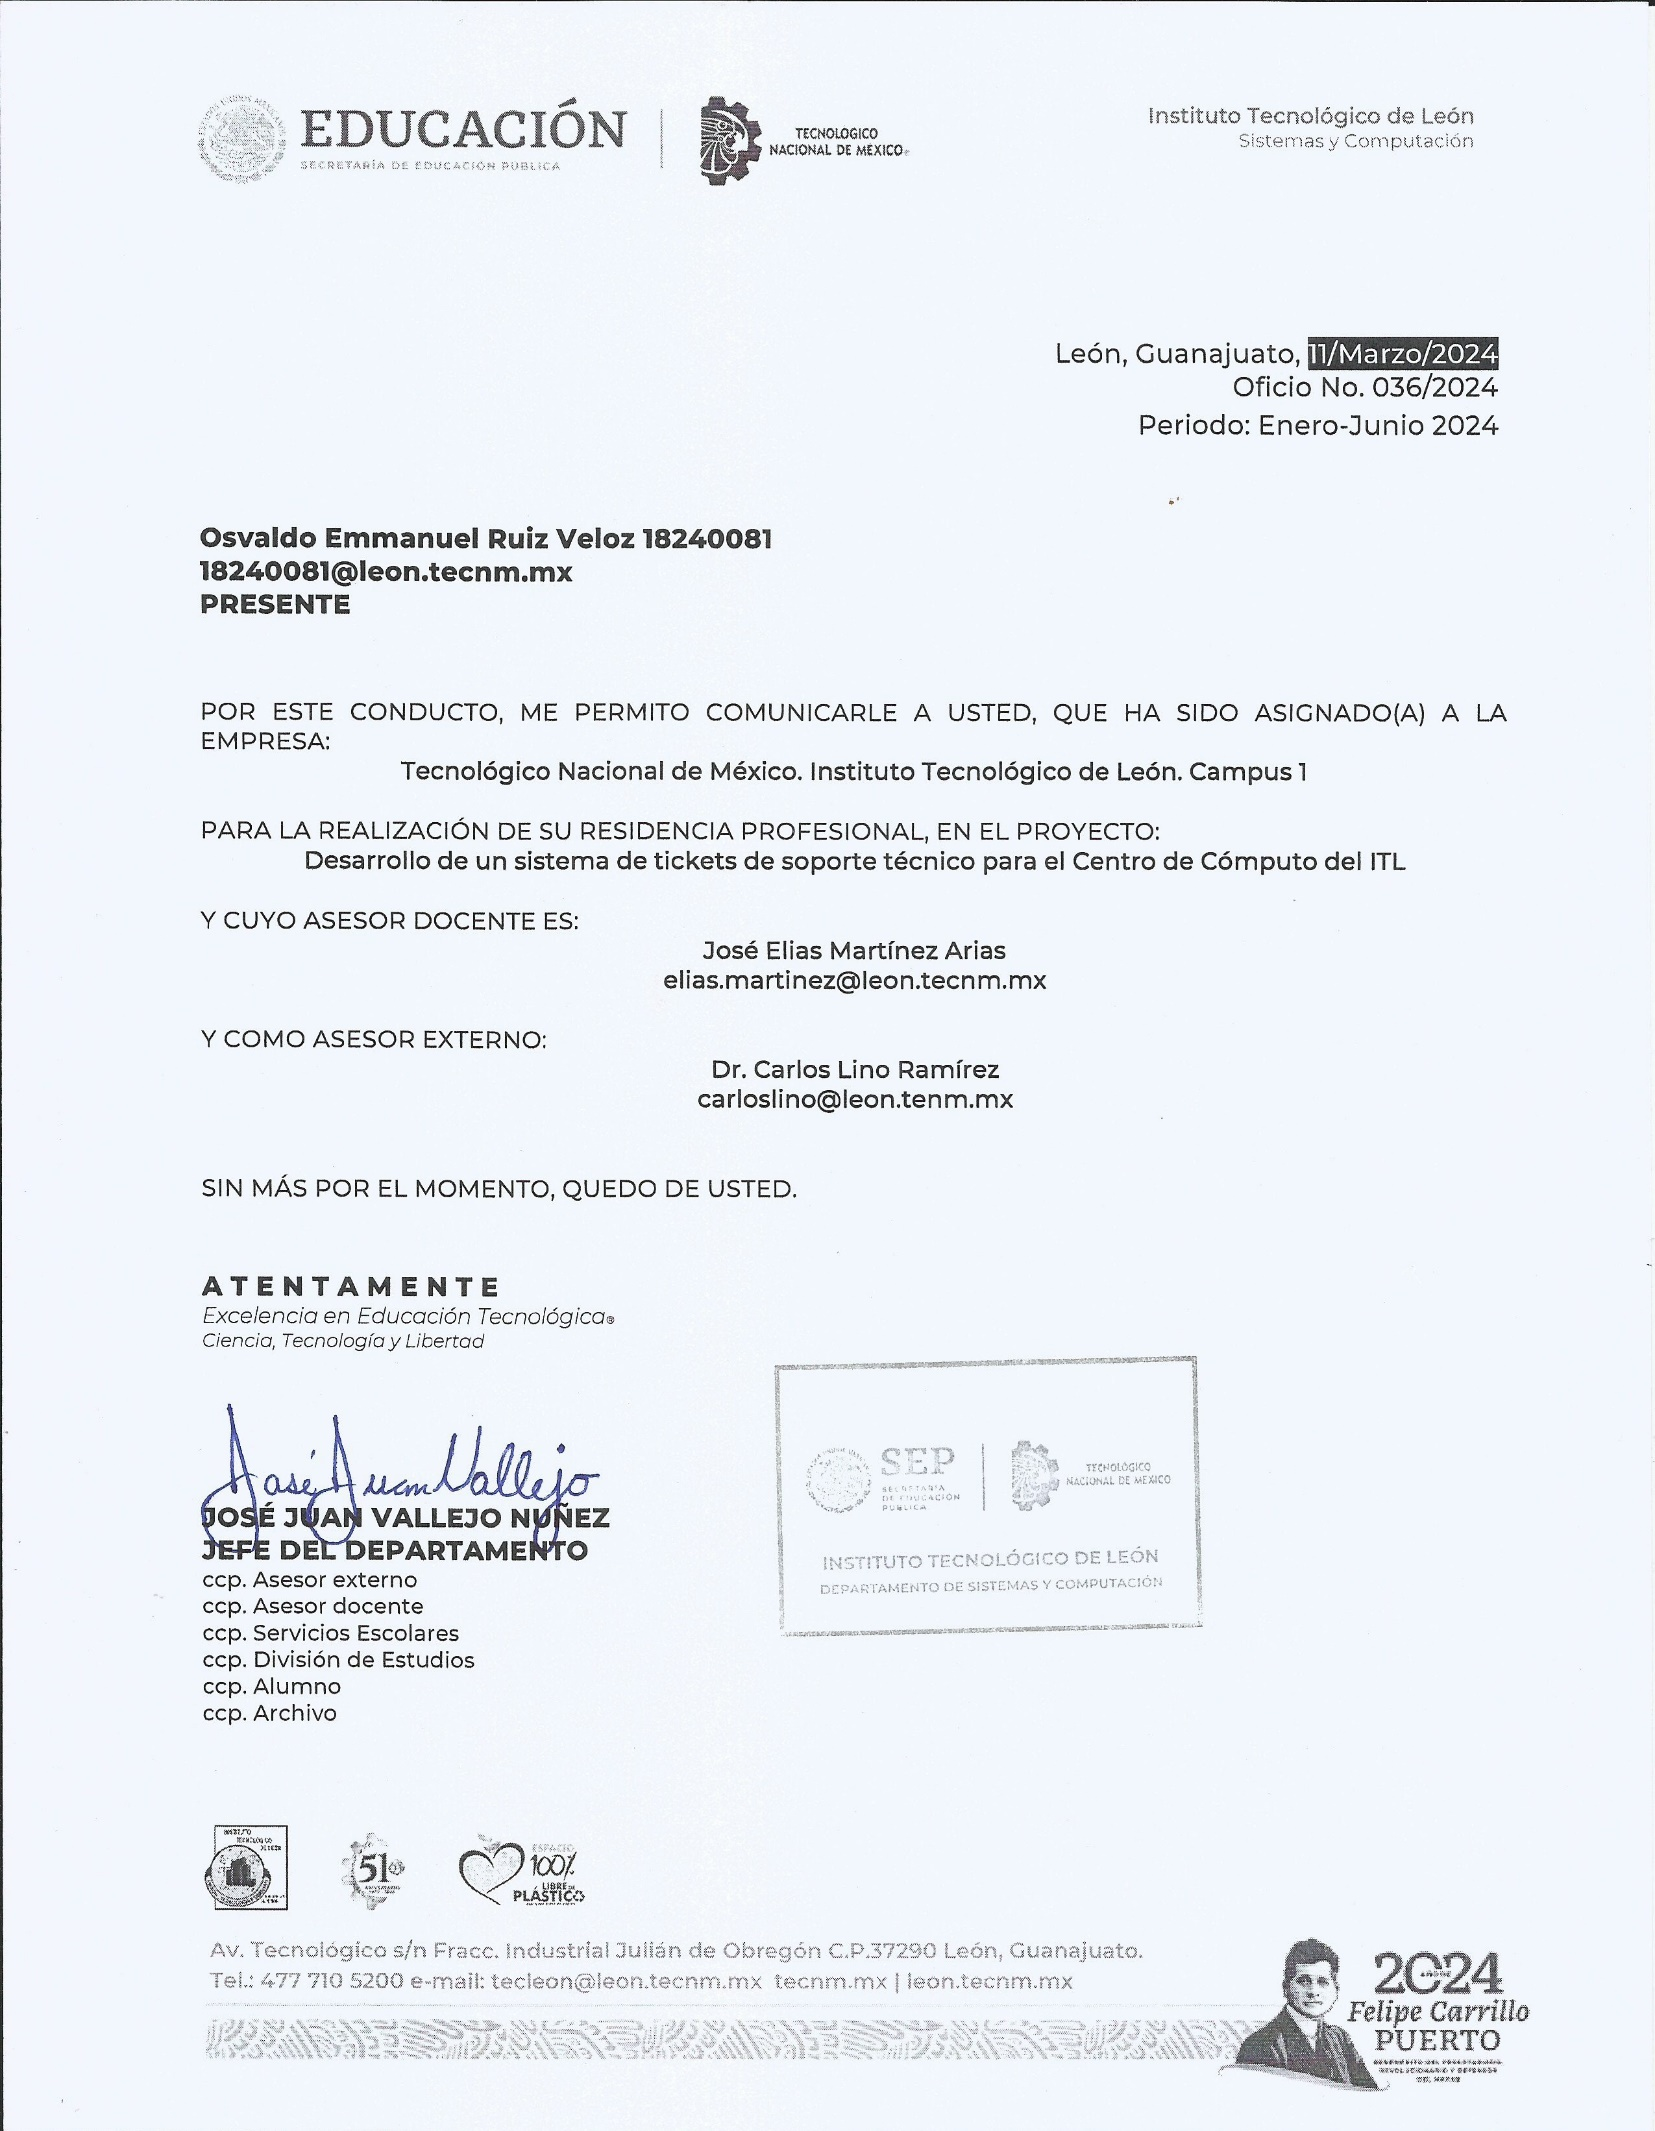 EDUCACIÓN
SECRETARÍA DE EDUCACIÓN PÚBLICA
TECNOLÓGICO
NACIONAL DE MÉXICO®
Instituto Tecnológico de León
Sistemas y Computación
León, Guanajuato, 11/Marzo/2024
Oficio No. 036/2024
Periodo: Enero-Junio 2024
Osvaldo Emmanuel Ruiz Veloz 18240081
18240081@leon.tecnm.mx
PRESENTE
POR ESTE CONDUCTO, ME PERMITO COMUNICARLE A USTED, QUE HA SIDO ASIGNADO(A) A LA
EMPRESA:
Tecnológico Nacional de México. Instituto Tecnológico de León. Campus 1
PARA LA REALIZACIÓN DE SU RESIDENCIA PROFESIONAL, EN EL PROYECTO:
Desarrollo de un sistema de tickets de soporte técnico para el Centro de Cómputo del ITL
Y CUYO ASESOR DOCENTE ES:
José Elias Martínez Arias
elias.martinez@leon.tecnm.mx
Y COMO ASESOR EXTERNO:
Dr. Carlos Lino Ramírez
carloslino@leon.tenm.mx
SIN MÁS POR EL MOMENTO, QUEDO DE USTED.
ATENTAMENTE
Excelencia en Educación Tecnológica®
Ciencia, Tecnología y Libertad
José Juan Vallejo
JOSÉ JUAN VALLEJO NUÑEZ
JEFE DEL DEPARTAMENTO
ccp. Asesor externo
ccp. Asesor docente
ccp. Servicios Escolares
ccp. División de Estudios
ccp. Alumno
ccp. Archivo
SEP
SECRETARÍA
DE EDUCACIÓN
PÚBLICA
TECNOLÓGICO
NACIONAL DE MÉXICO
INSTITUTO TECNOLÓGICO DE LEÓN
DEPARTAMENTO DE SISTEMAS Y COMPUTACIÓN
INSTITUTO
TECNOLÓGICO
DE LEÓN
51
ANIVERSARIO
ESPACIO
100%
LIBRE DE
PLÁSTICO
Av. Tecnológico s/n Fracc. Industrial Julián de Obregón C.P.37290 León, Guanajuato.
Tel.: 477 710 5200 e-mail: tecleon@leon.tecnm.mx tecnm.mx | leon.tecnm.mx
2024
Felipe Carrillo
PUERTO